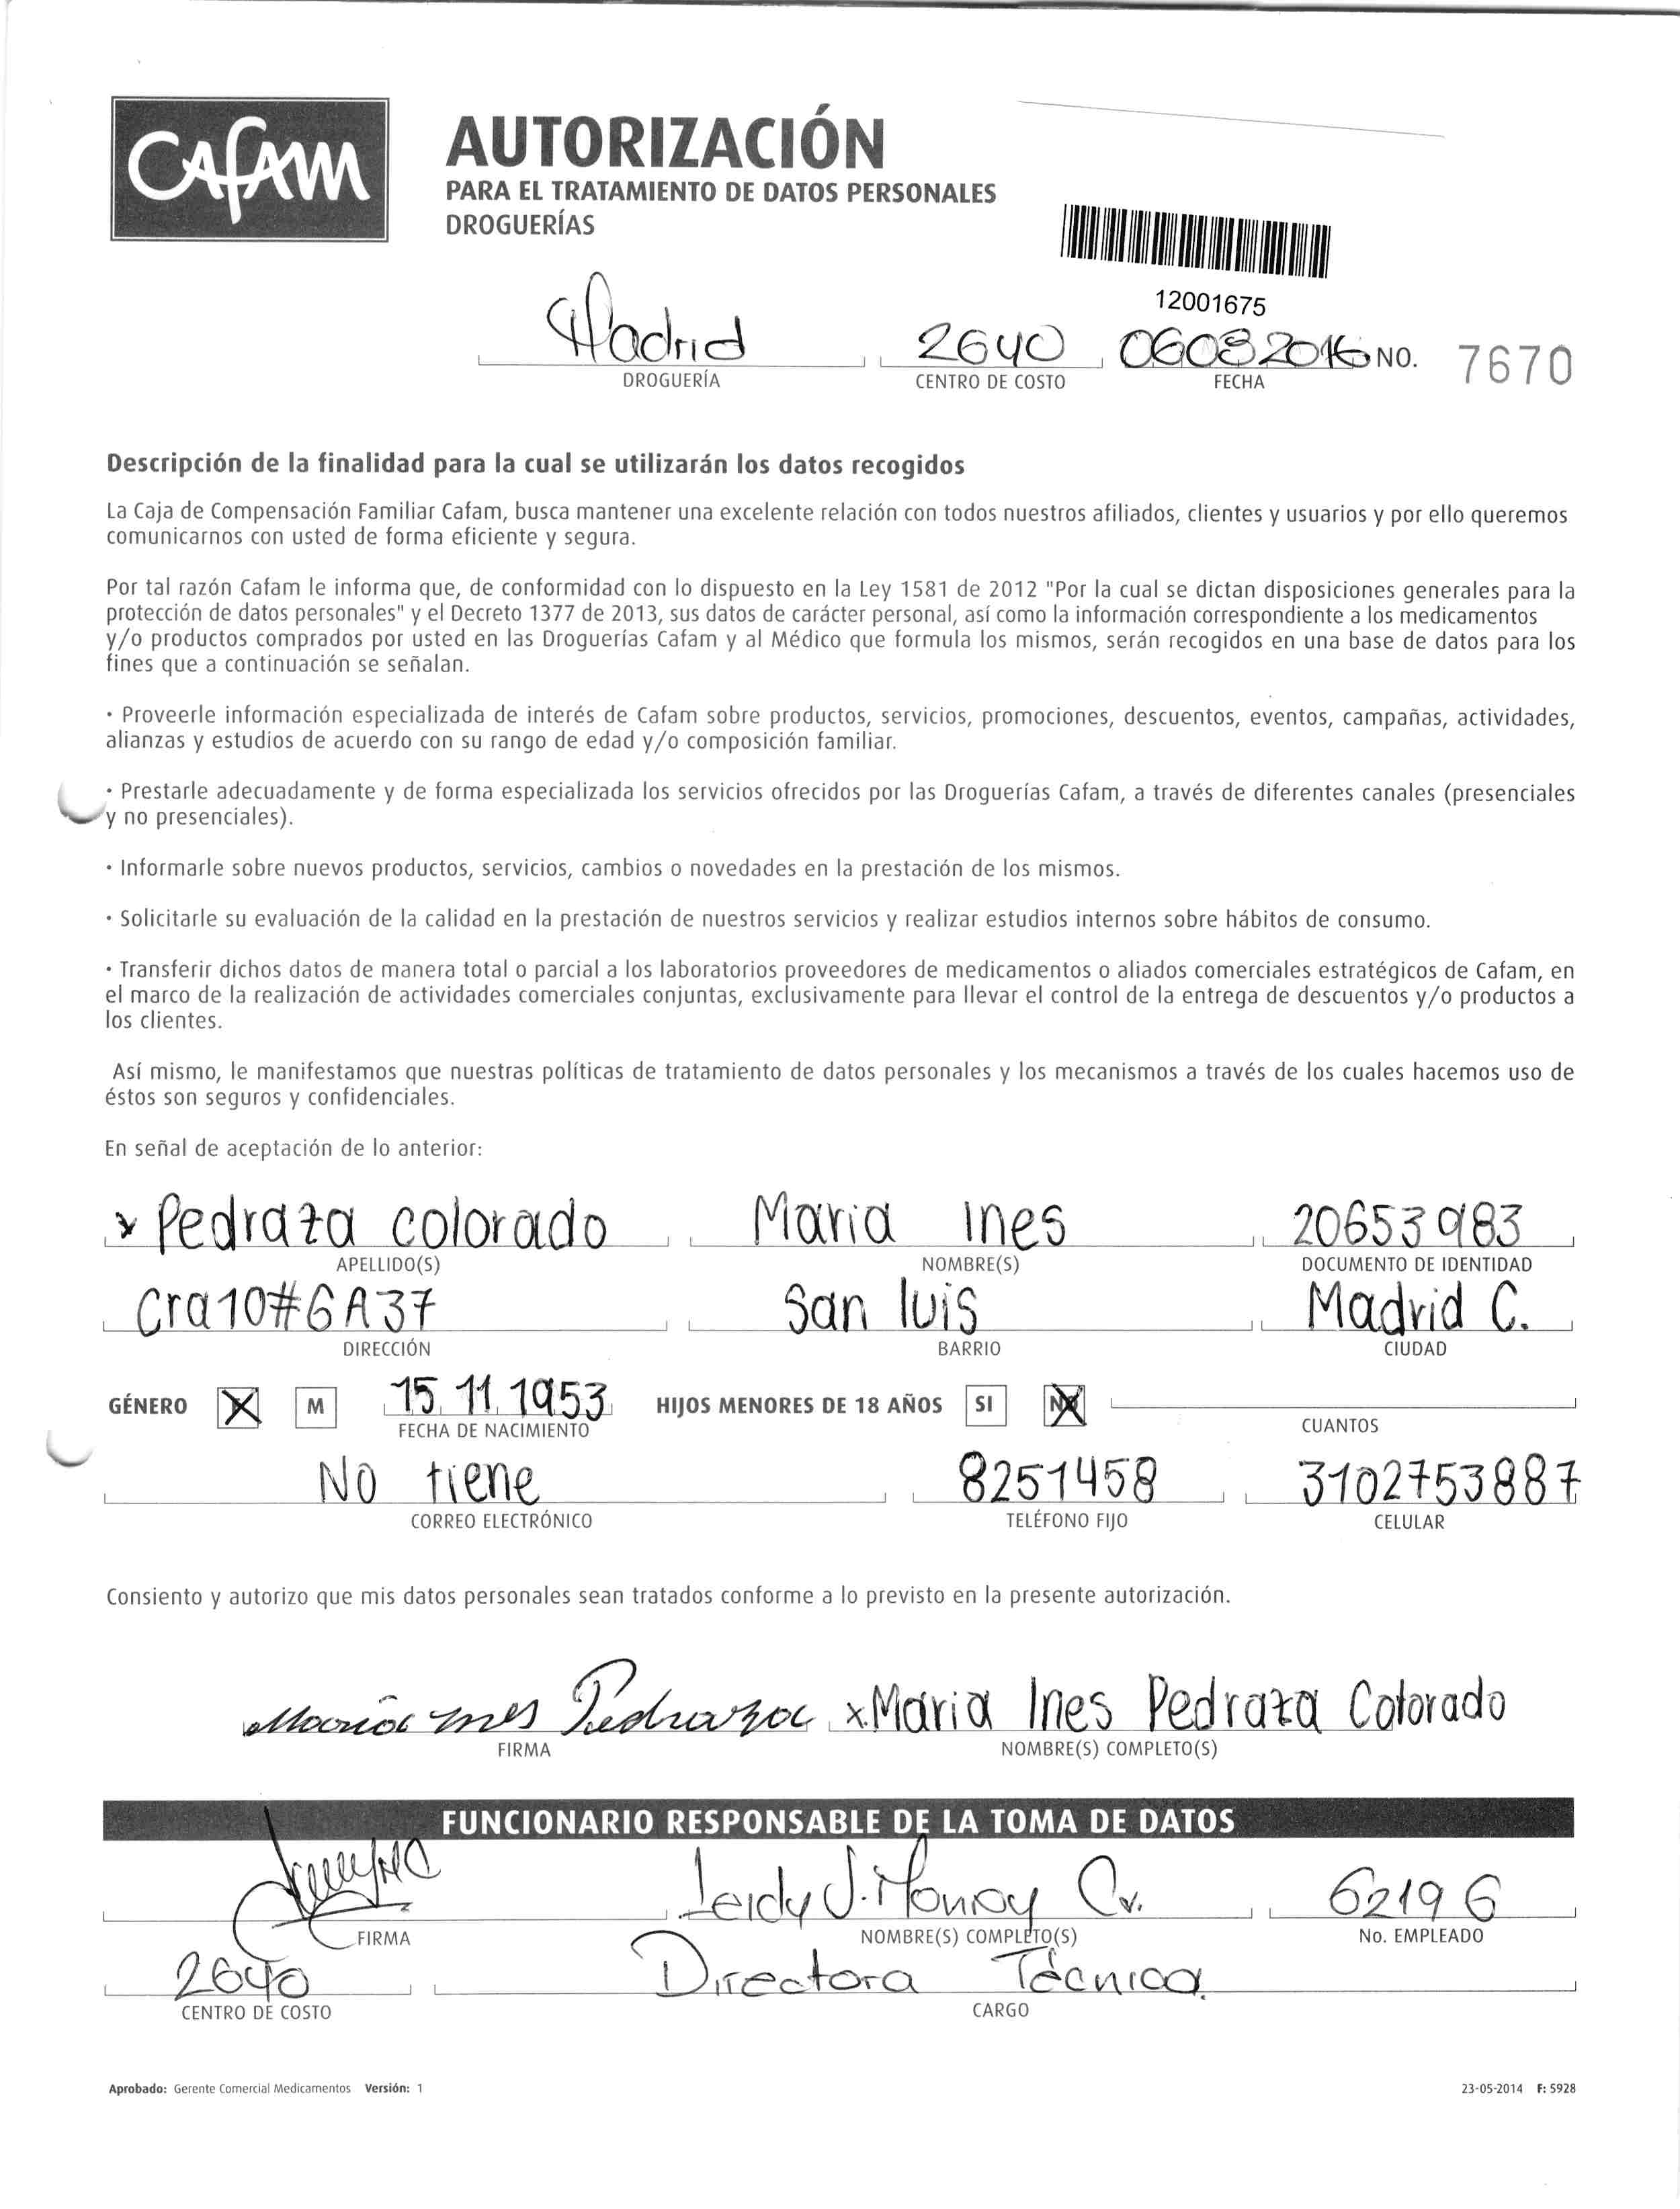 CAFAM
AUTORIZACIÓN
PARA EL TRATAMIENTO DE DATOS PERSONALES
DROGUERÍAS
12001675
Madrid 2640 06082016 NO. 7670
DROGUERÍA CENTRO DE COSTO FECHA
Descripción de la finalidad para la cual se utilizarán los datos recogidos
La Caja de Compensación Familiar Cafam, busca mantener una excelente relación con todos nuestros afiliados, clientes y usuarios y por ello queremos
comunicarnos con usted de forma eficiente y segura.
Por tal razón Cafam le informa que, de conformidad con lo dispuesto en la Ley 1581 de 2012 "Por la cual se dictan disposiciones generales para la
protección de datos personales" y el Decreto 1377 de 2013, sus datos de carácter personal, así como la información correspondiente a los medicamentos
y/o productos comprados por usted en las Droguerías Cafam y al Médico que formula los mismos, serán recogidos en una base de datos para los
fines que a continuación se señalan.
• Proveerle información especializada de interés de Cafam sobre productos, servicios, promociones, descuentos, eventos, campañas, actividades,
alianzas y estudios de acuerdo con su rango de edad y/o composición familiar.
• Prestarle adecuadamente y de forma especializada los servicios ofrecidos por las Droguerías Cafam, a través de diferentes canales (presenciales
y no presenciales).
• Informarle sobre nuevos productos, servicios, cambios o novedades en la prestación de los mismos.
• Solicitarle su evaluación de la calidad en la prestación de nuestros servicios y realizar estudios internos sobre hábitos de consumo.
• Transferir dichos datos de manera total o parcial a los laboratorios proveedores de medicamentos o aliados comerciales estratégicos de Cafam, en
el marco de la realización de actividades comerciales conjuntas, exclusivamente para llevar el control de la entrega de descuentos y/o productos a
los clientes.
Así mismo, le manifestamos que nuestras políticas de tratamiento de datos personales y los mecanismos a través de los cuales hacemos uso de
éstos son seguros y confidenciales.
En señal de aceptación de lo anterior:
x Pedraza colorado Maria Ines 20653983
APELLIDO(S) NOMBRE(S) DOCUMENTO DE IDENTIDAD
Cra10#6A37 San luis Madrid C.
DIRECCIÓN BARRIO CIUDAD
GÉNERO X M 15 11 1953 HIJOS MENORES DE 18 AÑOS SI NO X
FECHA DE NACIMIENTO CUANTOS
No tiene 8251458 3102753887
CORREO ELECTRÓNICO TELÉFONO FIJO CELULAR
Consiento y autorizo que mis datos personales sean tratados conforme a lo previsto en la presente autorización.
Maria Ines Pedraza x Maria Ines Pedraza Colorado
FIRMA NOMBRE(S) COMPLETO(S)
FUNCIONARIO RESPONSABLE DE LA TOMA DE DATOS
Leidy J. Monroy Cv. 62196
FIRMA NOMBRE(S) COMPLETO(S) No. EMPLEADO
2640 Directora Técnica
CENTRO DE COSTO CARGO
Aprobado: Gerente Comercial Medicamentos Versión: 1 23-05-2014 F: 5928